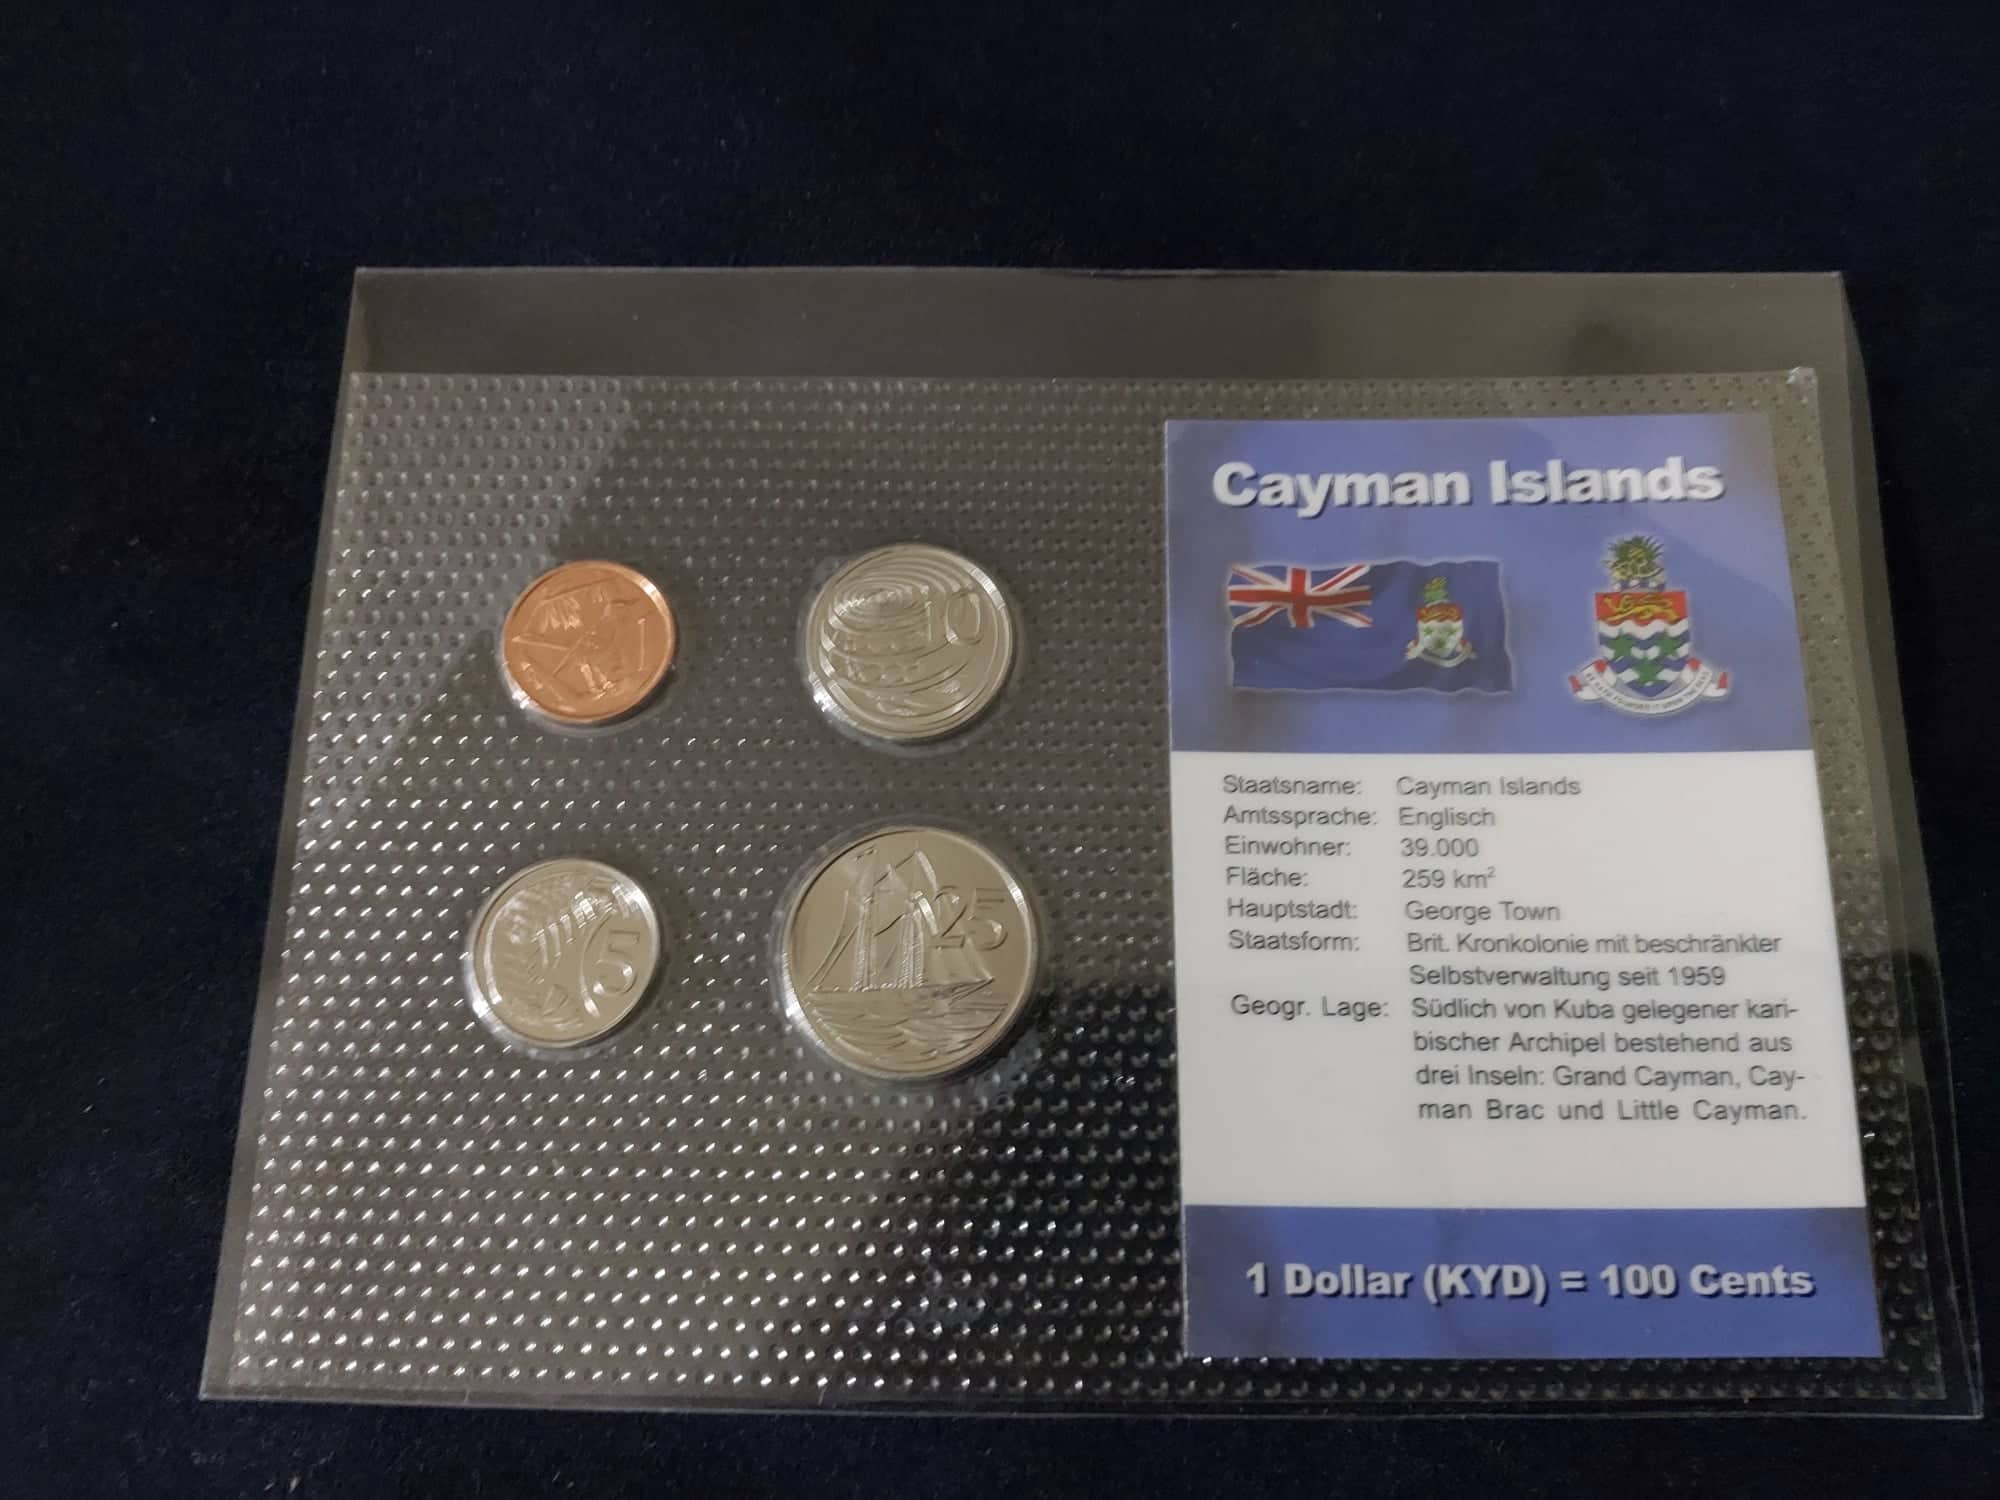 Cayman Islands
1
10
5
25
Staatsname: Cayman Islands
Amtssprache: Englisch
Einwohner: 39.000
Fläche: 259 km²
Hauptstadt: George Town
Staatsform: Brit. Kronkolonie mit beschränkter
Selbstverwaltung seit 1959
Geogr. Lage: Südlich von Kuba gelegener kari-
bischer Archipel bestehend aus
drei Inseln: Grand Cayman, Cay-
man Brac und Little Cayman.
1 Dollar (KYD) = 100 Cents